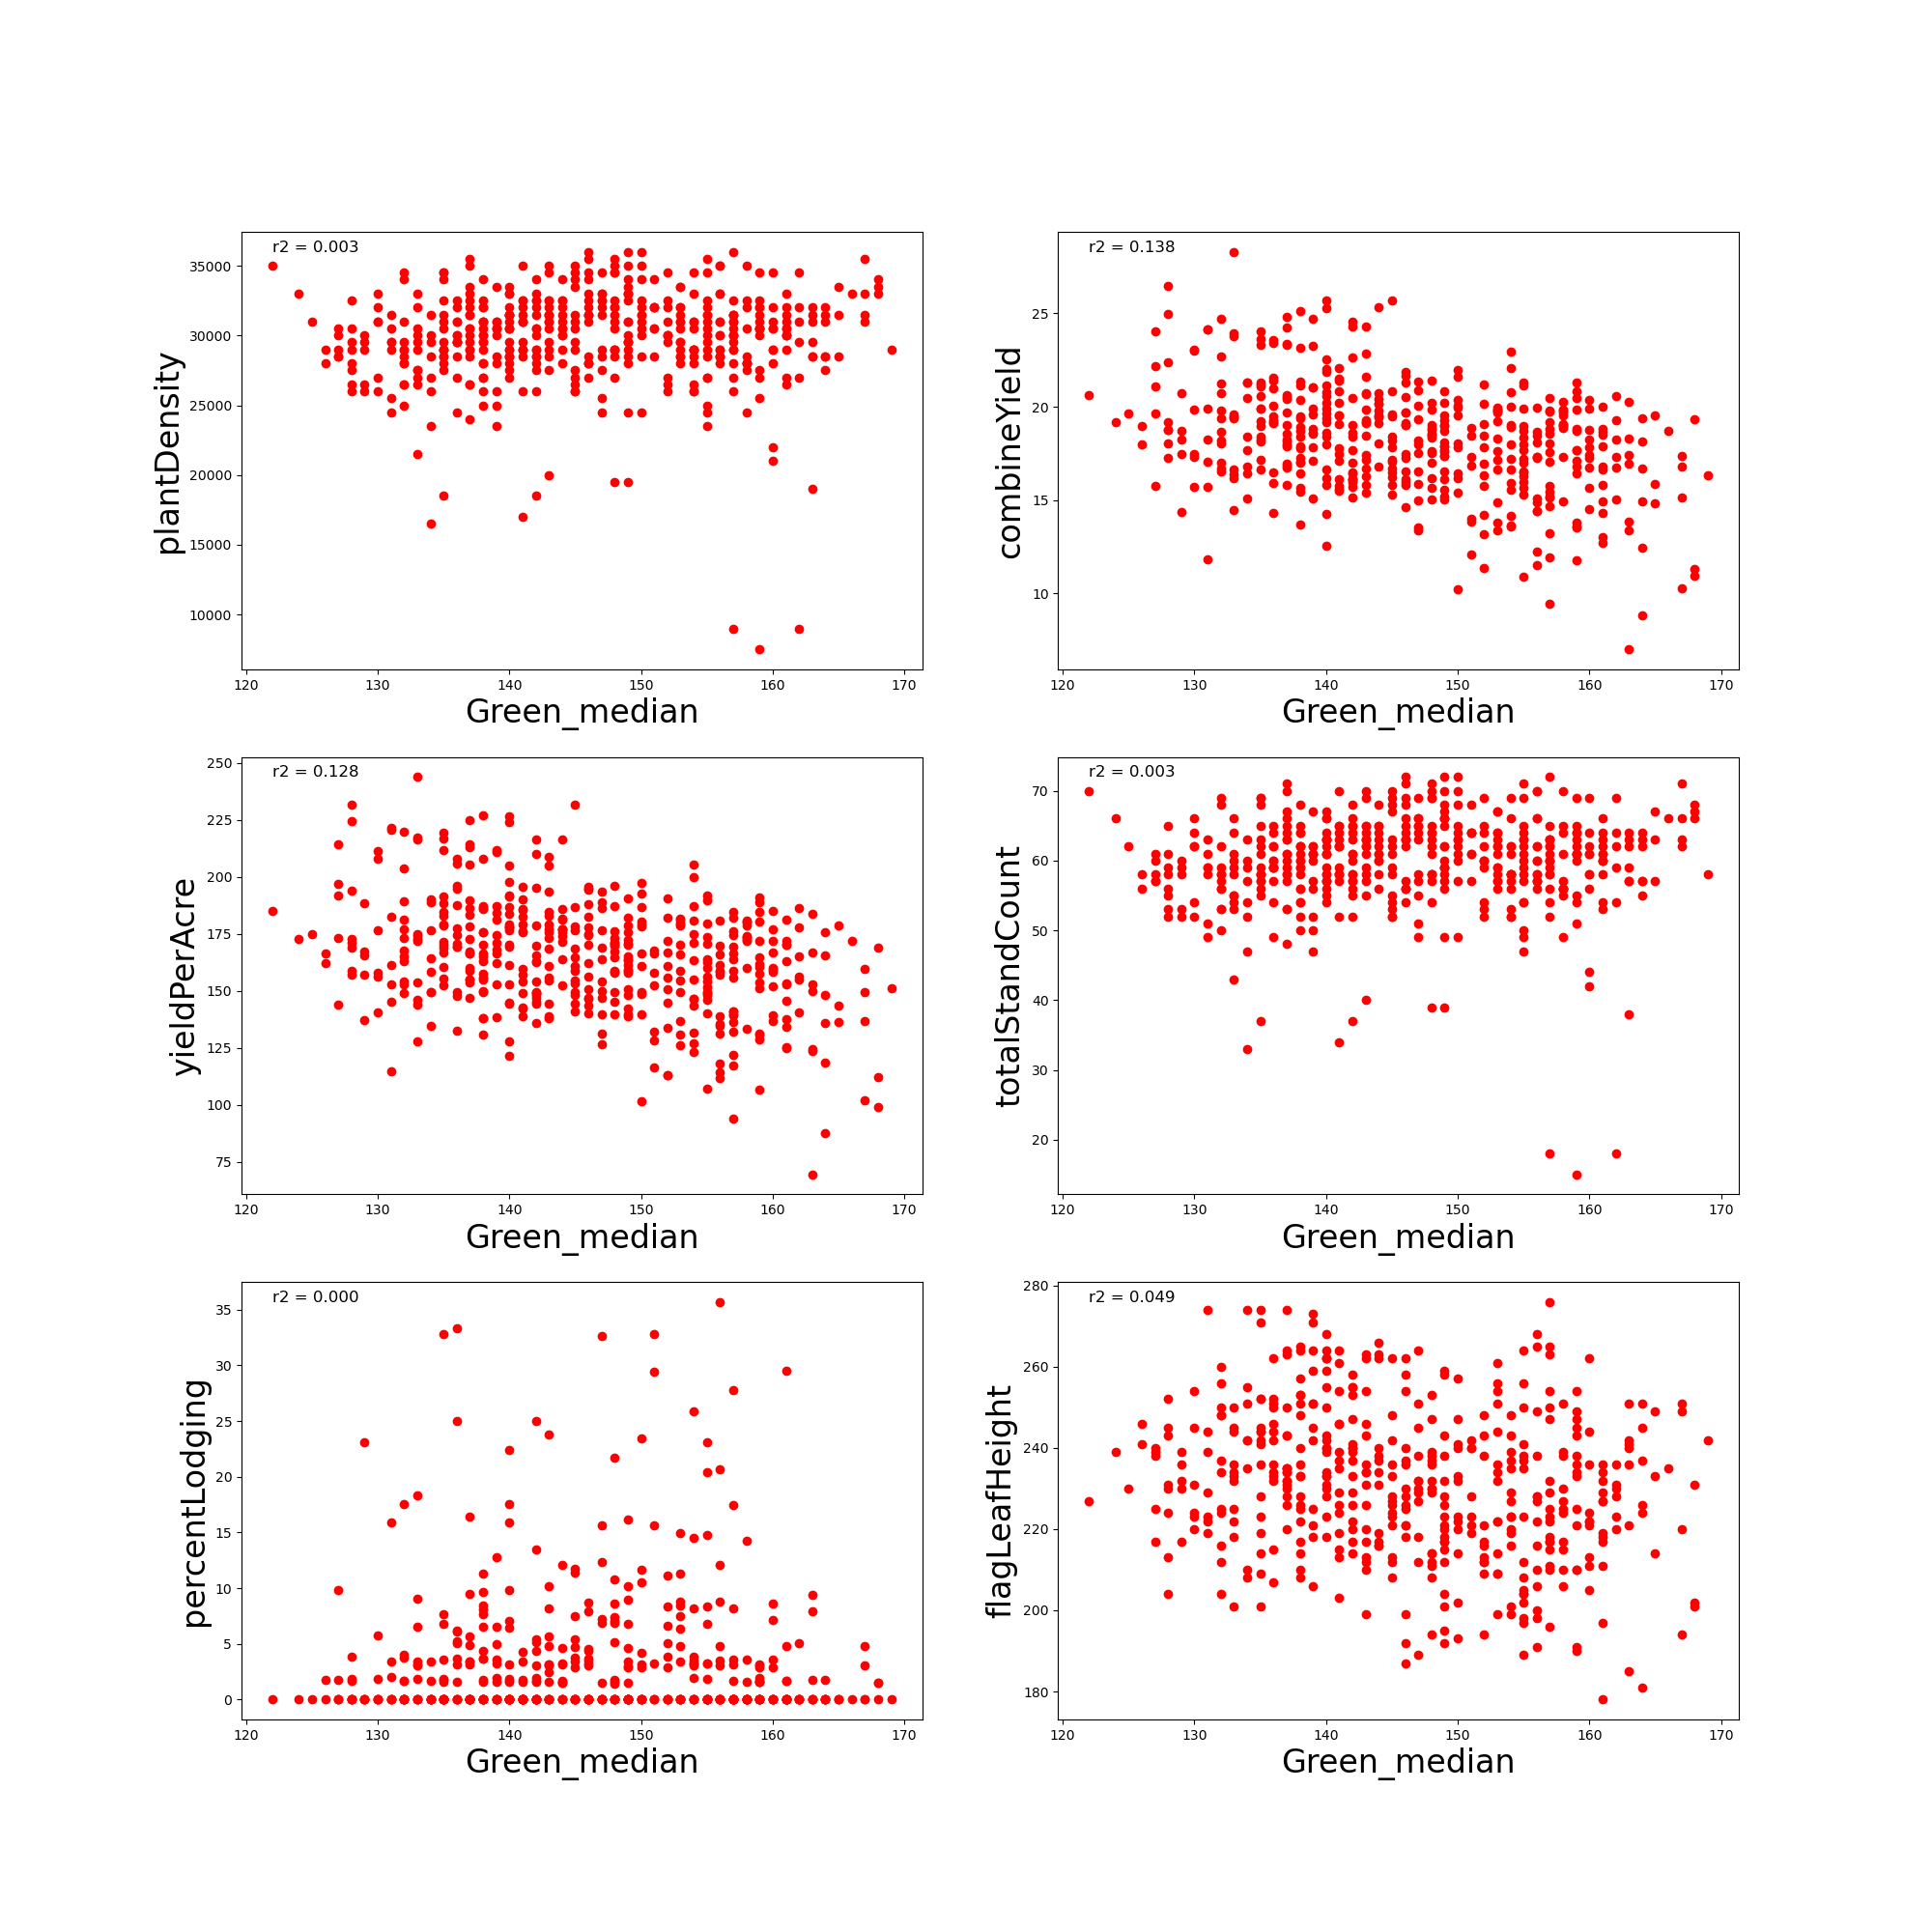 r2 = 0.003
35000
30000
25000
20000
15000
10000
plantDensity
120 130 140 150 160 170
Green_median
r2 = 0.138
25
20
15
10
combineYield
120 130 140 150 160 170
Green_median
r2 = 0.128
250
225
200
175
150
125
100
75
yieldPerAcre
120 130 140 150 160 170
Green_median
r2 = 0.003
70
60
50
40
30
20
totalStandCount
120 130 140 150 160 170
Green_median
r2 = 0.000
35
30
25
20
15
10
5
0
percentLodging
120 130 140 150 160 170
Green_median
r2 = 0.049
280
260
240
220
200
180
flagLeafHeight
120 130 140 150 160 170
Green_median